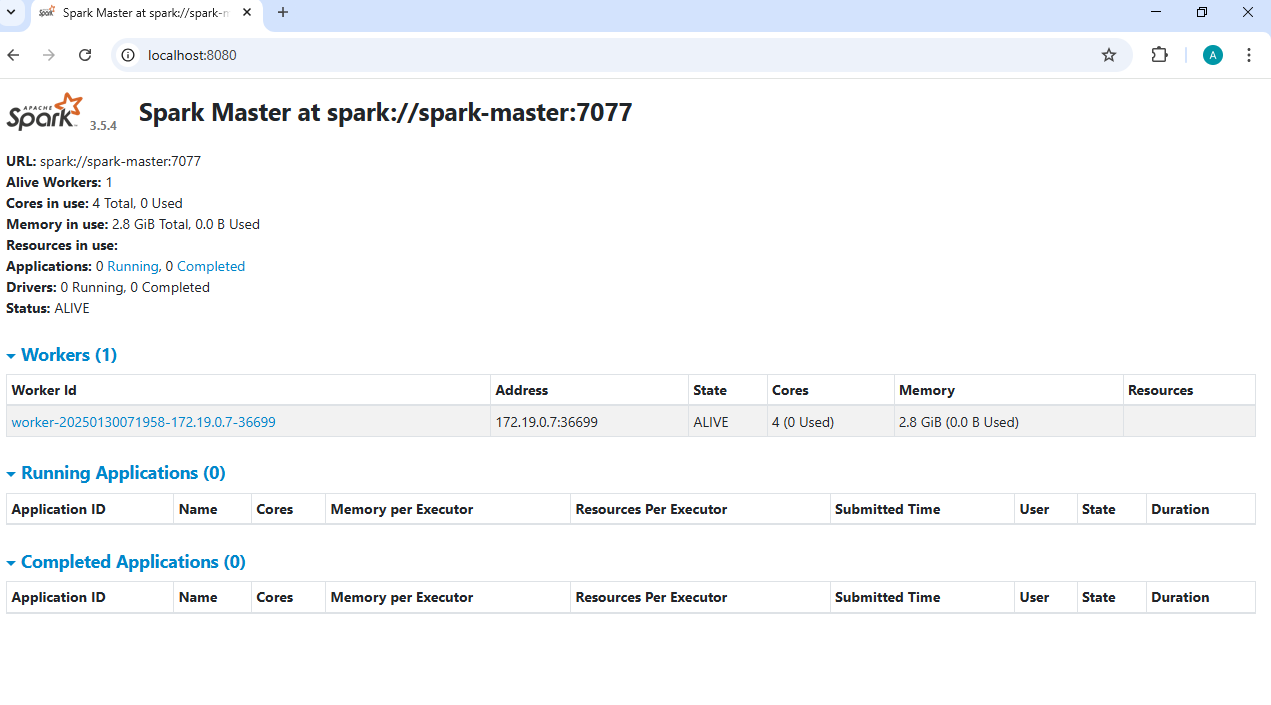 Spark Master at spark://spark-m
localhost:8080
A
APACHE Spark 3.5.4 Spark Master at spark://spark-master:7077
URL: spark://spark-master:7077
Alive Workers: 1
Cores in use: 4 Total, 0 Used
Memory in use: 2.8 GiB Total, 0.0 B Used
Resources in use:
Applications: 0 Running, 0 Completed
Drivers: 0 Running, 0 Completed
Status: ALIVE
Workers (1)
Worker Id Address State Cores Memory Resources
worker-20250130071958-172.19.0.7-36699 172.19.0.7:36699 ALIVE 4 (0 Used) 2.8 GiB (0.0 B Used)
Running Applications (0)
Application ID Name Cores Memory per Executor Resources Per Executor Submitted Time User State Duration
Completed Applications (0)
Application ID Name Cores Memory per Executor Resources Per Executor Submitted Time User State Duration